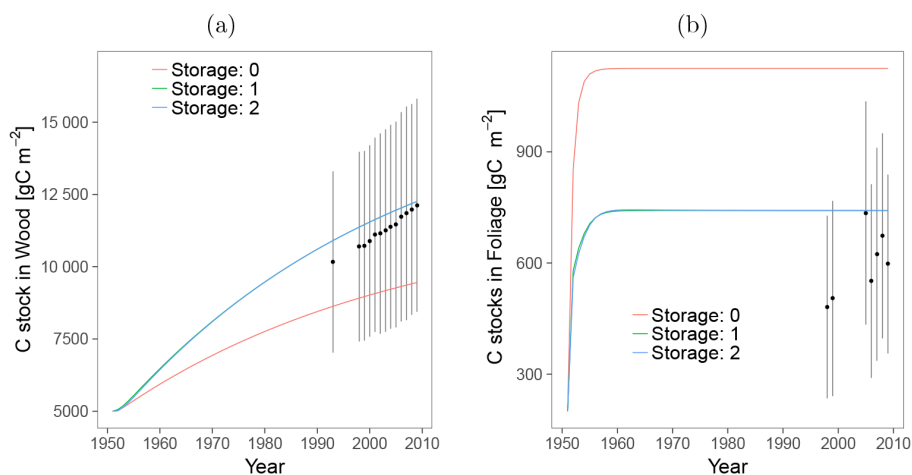 (a)
C stock in Wood [gC m⁻²]
Storage: 0
Storage: 1
Storage: 2
15 000
12 500
10 000
7500
5000
1950 1960 1970 1980 1990 2000 2010
Year
(b)
C stocks in Foliage [gC m⁻²]
900
600
300
Storage: 0
Storage: 1
Storage: 2
1950 1960 1970 1980 1990 2000 2010
Year